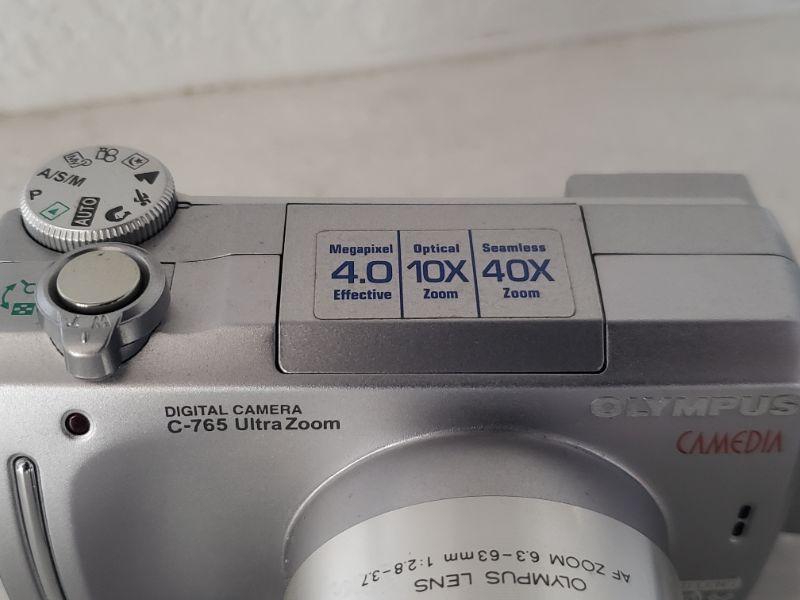 A/S/M
P
AUTO
W
Megapixel
4.0
Effective
Optical
10X
Zoom
Seamless
40X
Zoom
DIGITAL CAMERA
C-765 UltraZoom
OLYMPUS
CAMEDIA
OLYMPUS LENS
AF ZOOM 6.3-63mm 1:2.8-3.7